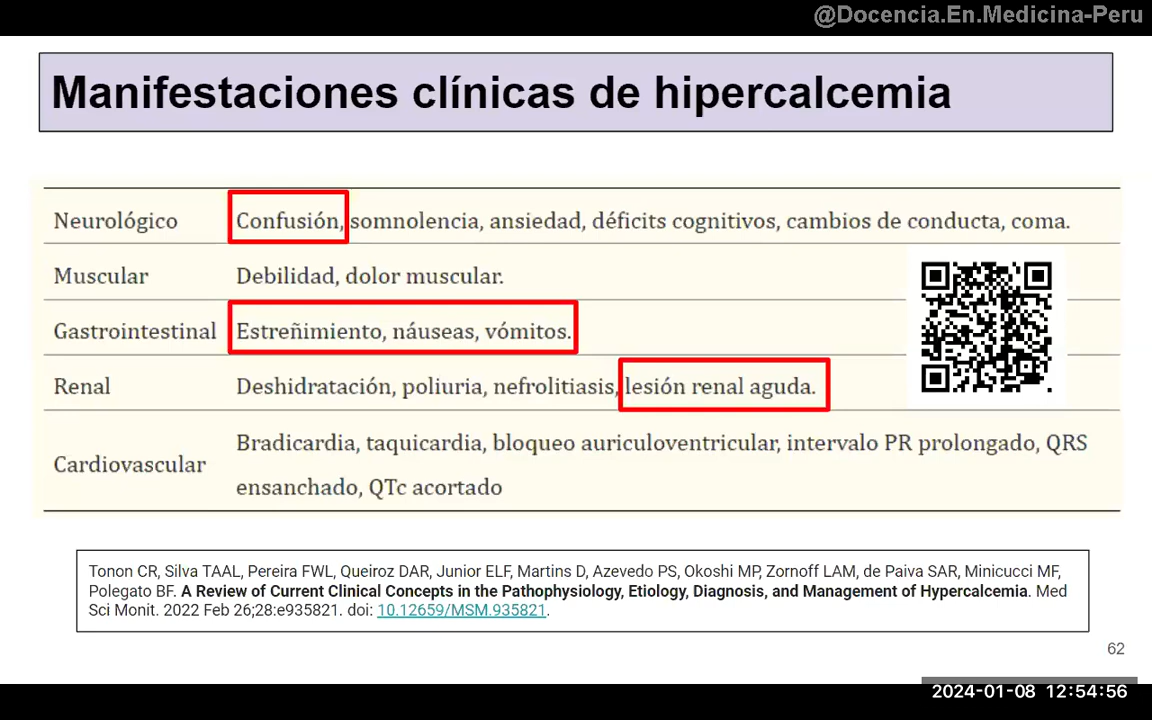 @Docencia.En.Medicina-Peru
Manifestaciones clínicas de hipercalcemia
Neurológico Confusión, somnolencia, ansiedad, déficits cognitivos, cambios de conducta, coma.
Muscular Debilidad, dolor muscular.
Gastrointestinal Estreñimiento, náuseas, vómitos.
Renal Deshidratación, poliuria, nefrolitiasis, lesión renal aguda.
Cardiovascular Bradicardia, taquicardia, bloqueo auriculoventricular, intervalo PR prolongado, QRS
ensanchado, QTc acortado
Tonon CR, Silva TAAL, Pereira FWL, Queiroz DAR, Junior ELF, Martins D, Azevedo PS, Okoshi MP, Zornoff LAM, de Paiva SAR, Minicucci MF,
Polegato BF. A Review of Current Clinical Concepts in the Pathophysiology, Etiology, Diagnosis, and Management of Hypercalcemia. Med
Sci Monit. 2022 Feb 26;28:e935821. doi: 10.12659/MSM.935821.
62
2024-01-08 12:54:56